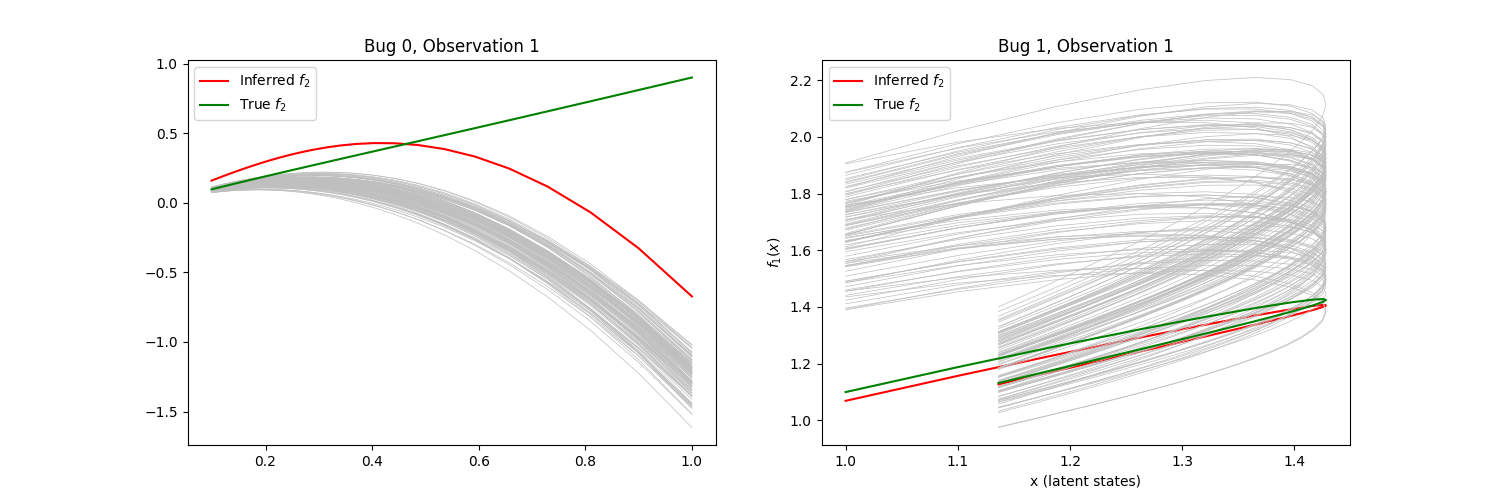 Bug 0, Observation 1
Inferred f₂
True f₂
1.0
0.5
0.0
−0.5
−1.0
−1.5
0.2
0.4
0.6
0.8
1.0
Bug 1, Observation 1
Inferred f₂
True f₂
f₁(x)
2.2
2.0
1.8
1.6
1.4
1.2
1.0
1.0
1.1
1.2
1.3
1.4
x (latent states)